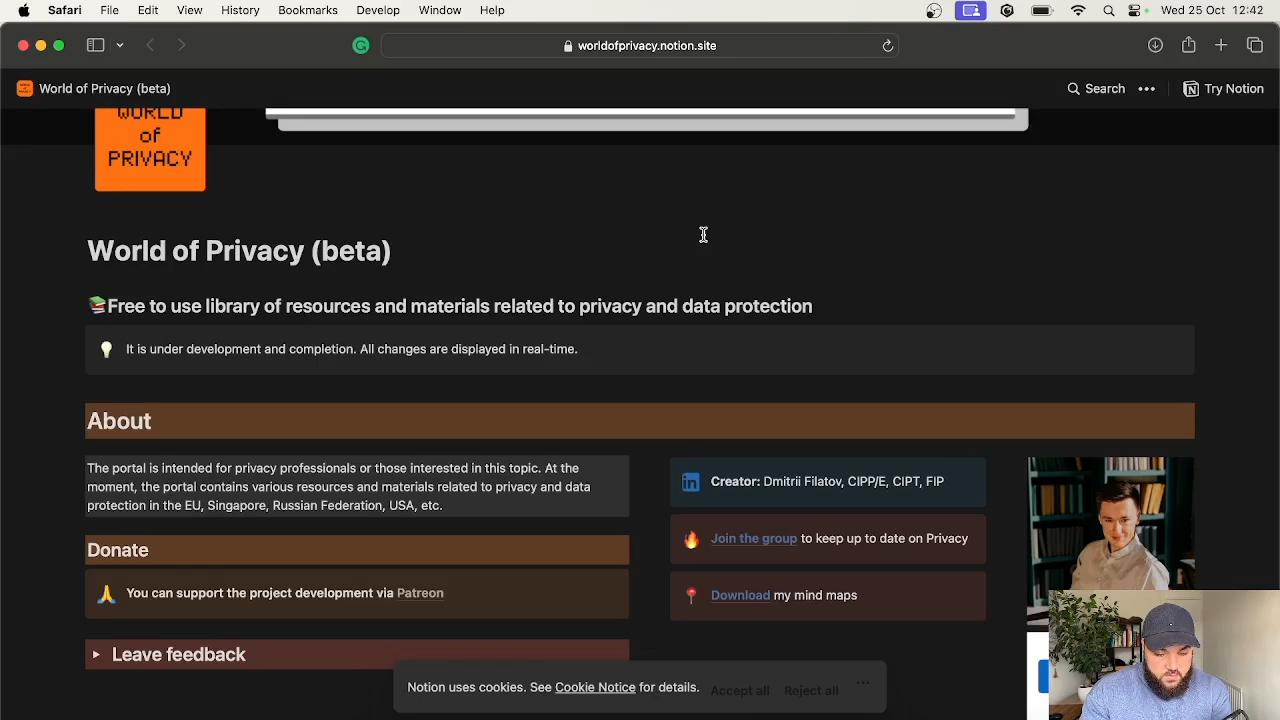 Safari File Edit View History Bookmarks Develop Window Help Wed 25 Oct 12:42
worldofprivacy.notion.site
World of Privacy (beta) Search ••• Try Notion
WORLD
of
PRIVACY
World of Privacy (beta)
📚Free to use library of resources and materials related to privacy and data protection
💡 It is under development and completion. All changes are displayed in real-time.
About
The portal is intended for privacy professionals or those interested in this topic. At the
moment, the portal contains various resources and materials related to privacy and data
protection in the EU, Singapore, Russian Federation, USA, etc.
Donate
🙏 You can support the project development via Patreon
Leave feedback
in Creator: Dmitrii Filatov, CIPP/E, CIPT, FIP
🔥 Join the group to keep up to date on Privacy
📍 Download my mind maps
Notion uses cookies. See Cookie Notice for details. Accept all Reject all ...